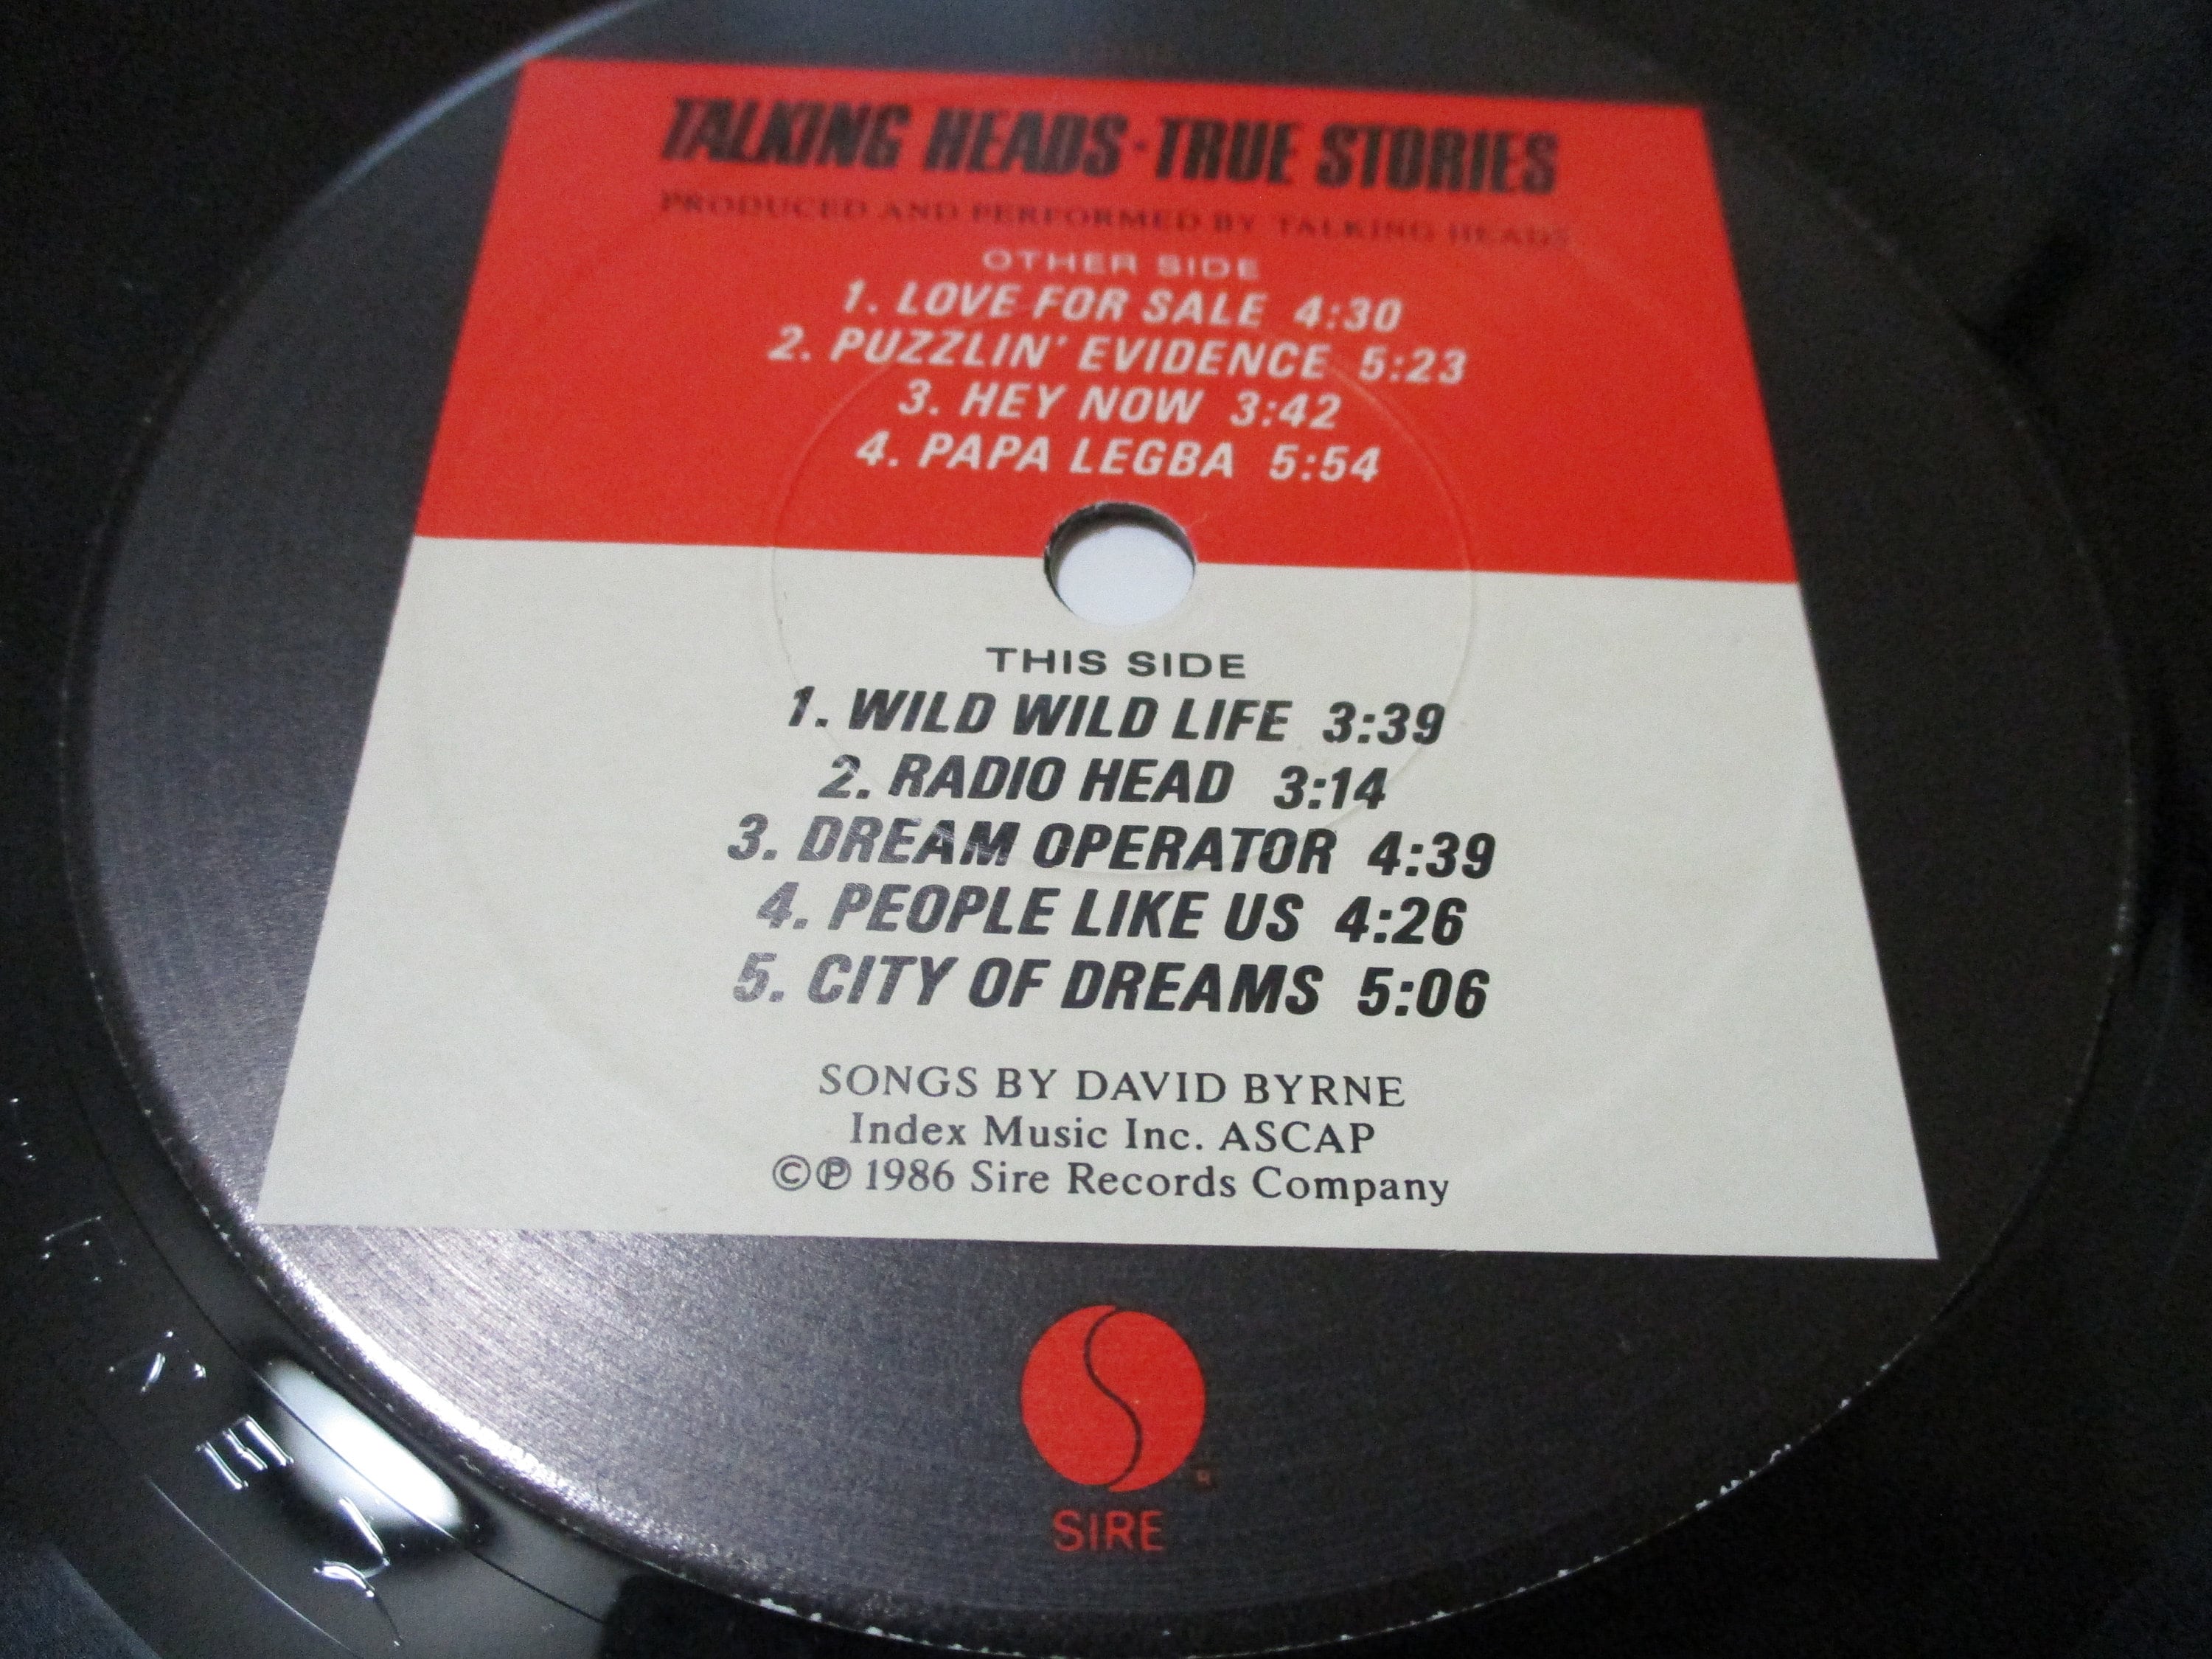 TALKING HEADS · TRUE STORIES
PRODUCED AND PERFORMED BY TALKING HEADS
OTHER SIDE
1. LOVE FOR SALE 4:30
2. PUZZLIN' EVIDENCE 5:23
3. HEY NOW 3:42
4. PAPA LEGBA 5:54
THIS SIDE
1. WILD WILD LIFE 3:39
2. RADIO HEAD 3:14
3. DREAM OPERATOR 4:39
4. PEOPLE LIKE US 4:26
5. CITY OF DREAMS 5:06
SONGS BY DAVID BYRNE
Index Music Inc. ASCAP
©℗ 1986 Sire Records Company
SIRE